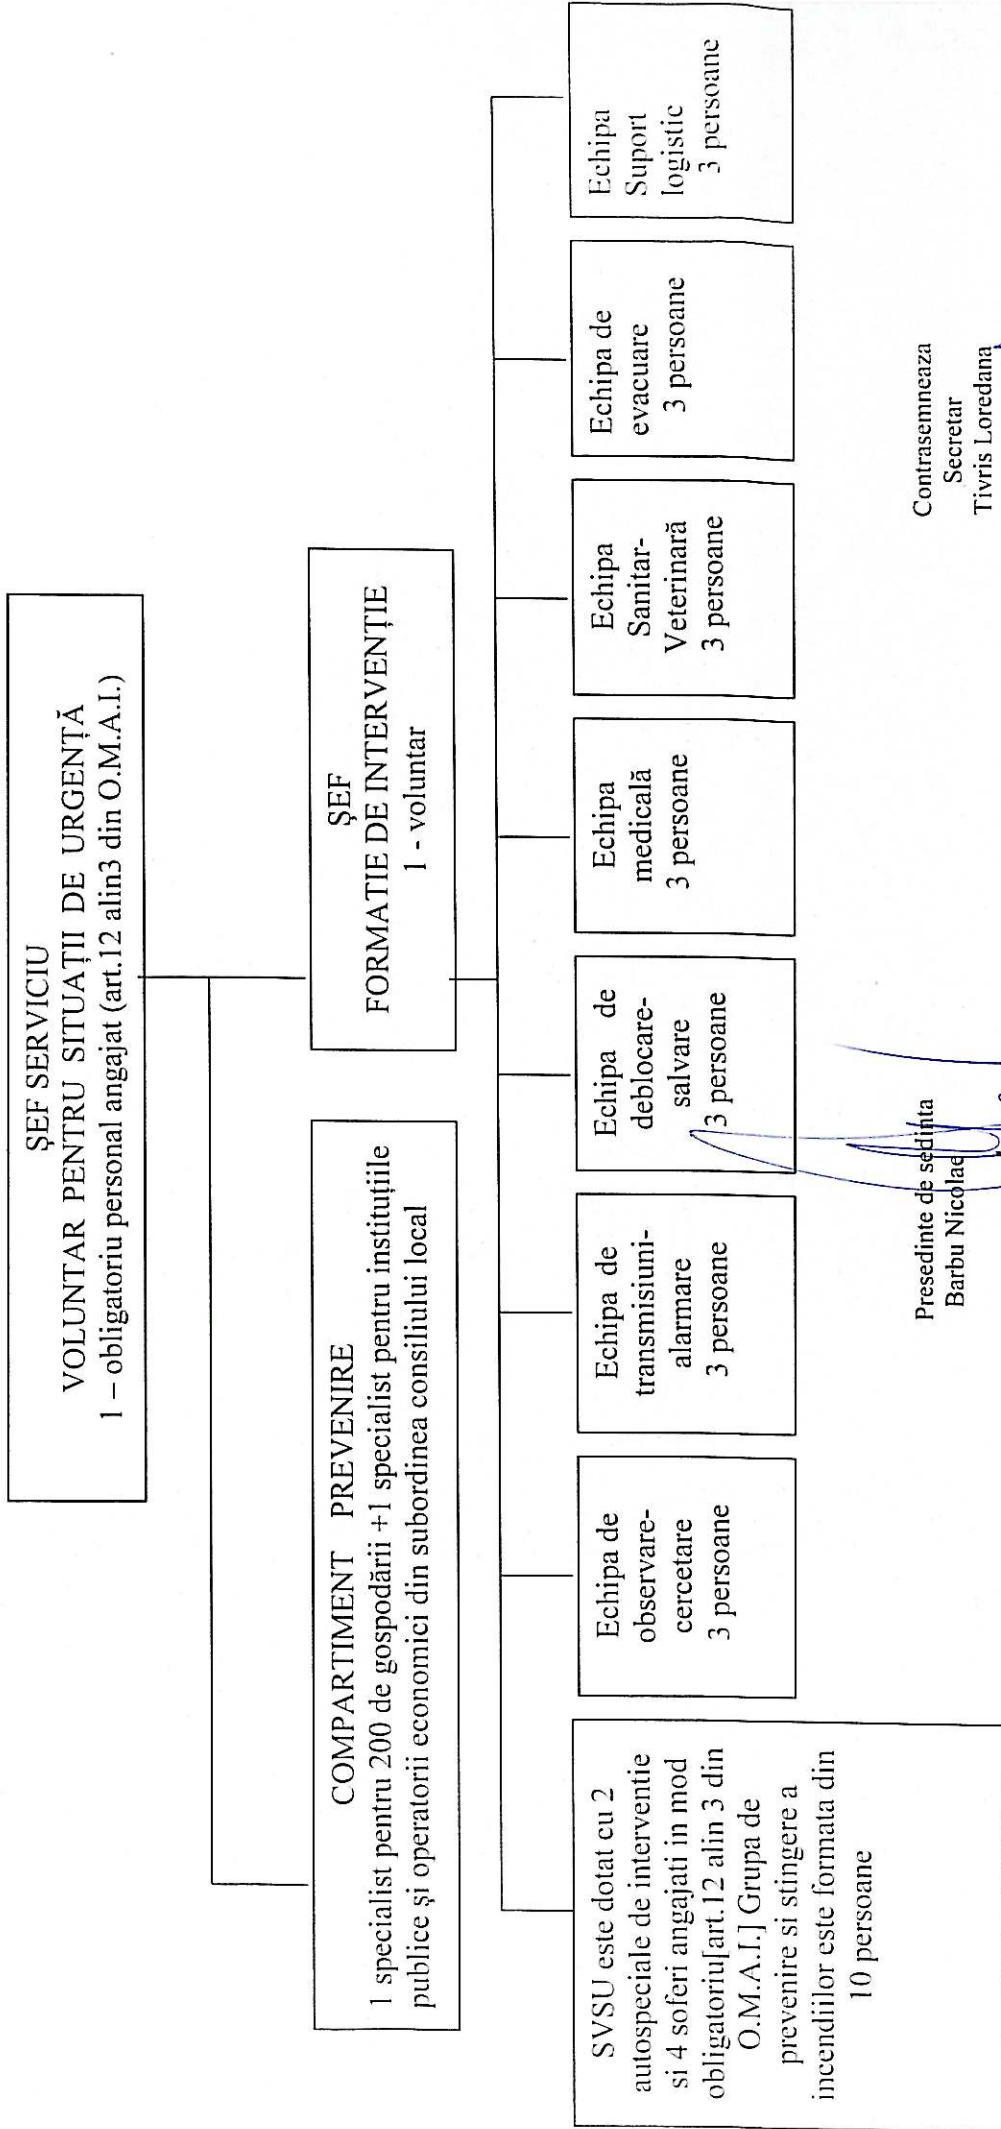 ȘEF SERVICIU
VOLUNTAR PENTRU SITUAȚII DE URGENȚĂ
1 – obligatoriu personal angajat (art.12 alin3 din O.M.A.I.)
COMPARTIMENT PREVENIRE
1 specialist pentru 200 de gospodării +1 specialist pentru instituțiile
publice și operatorii economici din subordinea consiliului local
ȘEF
FORMATIE DE INTERVENȚIE
1 - voluntar
SVSU este dotat cu 2
autospeciale de interventie
si 4 soferi angajati in mod
obligatoriu[art.12 alin 3 din
O.M.A.I.] Grupa de
prevenire si stingere a
incendiilor este formata din
10 persoane
Echipa de
observare-
cercetare
3 persoane
Echipa de
transmisiuni-
alarmare
3 persoane
Echipa de
deblocare-
salvare
3 persoane
Echipa
medicală
3 persoane
Echipa
Sanitar-
Veterinară
3 persoane
Echipa de
evacuare
3 persoane
Echipa
Suport
logistic
3 persoane
Presedinte de sedinta
Barbu Nicolae
Contrasemneaza
Secretar
Tivris Loredana